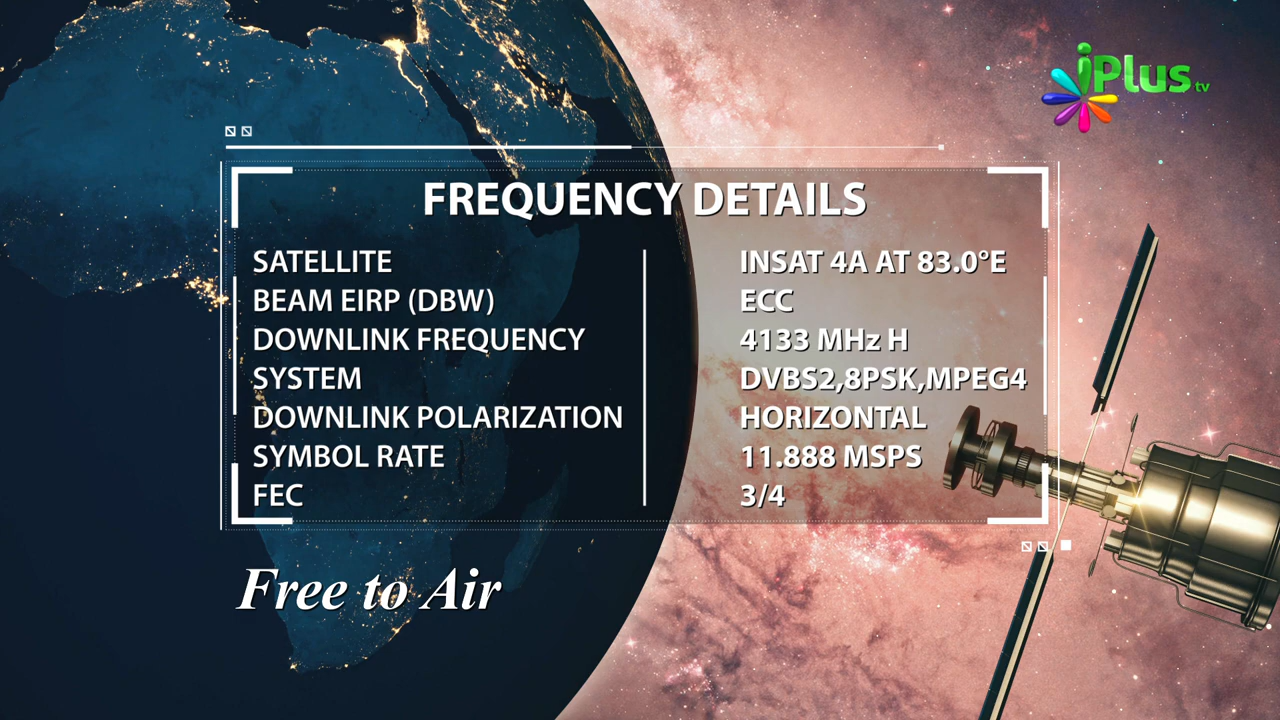 iPlus tv
FREQUENCY DETAILS
SATELLITE INSAT 4A AT 83.0°E
BEAM EIRP (DBW) ECC
DOWNLINK FREQUENCY 4133 MHz H
SYSTEM DVBS2,8PSK,MPEG4
DOWNLINK POLARIZATION HORIZONTAL
SYMBOL RATE 11.888 MSPS
FEC 3/4
Free to Air